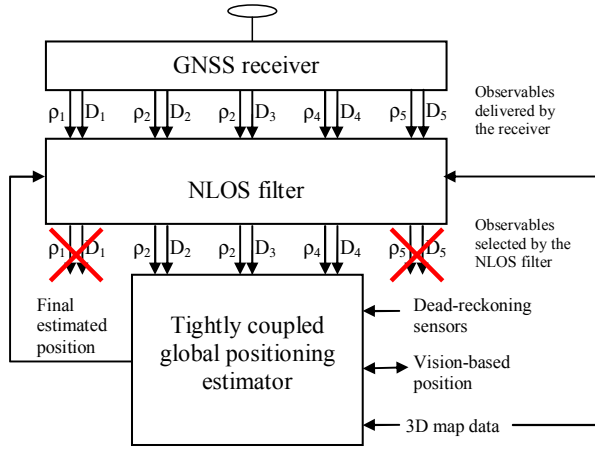 GNSS receiver
ρ1 D1 ρ2 D2 ρ2 D3 ρ4 D4 ρ5 D5
Observables
delivered by
the receiver
NLOS filter
ρ1 D1 ρ2 D2 ρ2 D3 ρ4 D4 ρ5 D5
Observables
selected by the
NLOS filter
Final
estimated
position
Tightly coupled
global positioning
estimator
Dead-reckoning
sensors
Vision-based
position
3D map data